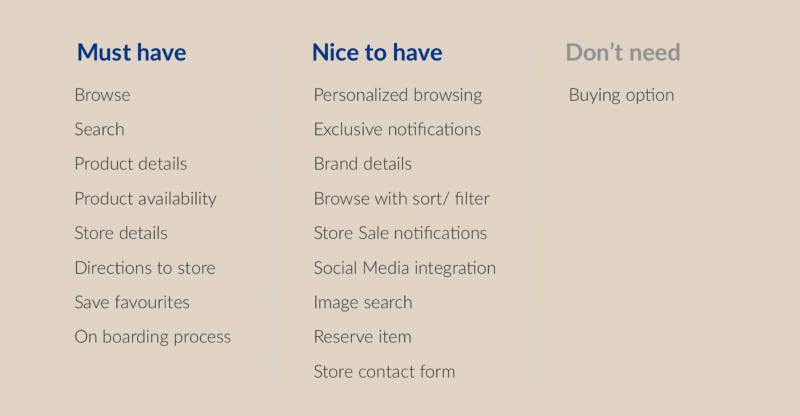 Must have
Browse
Search
Product details
Product availability
Store details
Directions to store
Save favourites
On boarding process
Nice to have
Personalized browsing
Exclusive notifications
Brand details
Browse with sort/ filter
Store Sale notifications
Social Media integration
Image search
Reserve item
Store contact form
Don’t need
Buying option